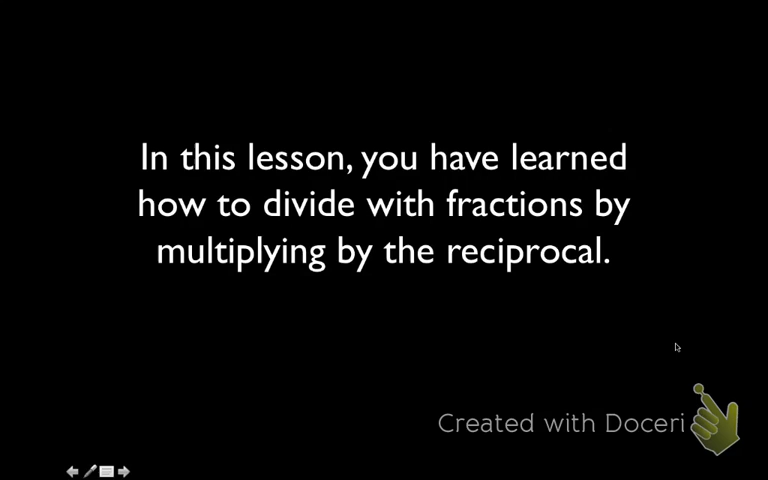 In this lesson, you have learned
how to divide with fractions by
multiplying by the reciprocal.
Created with Doceri